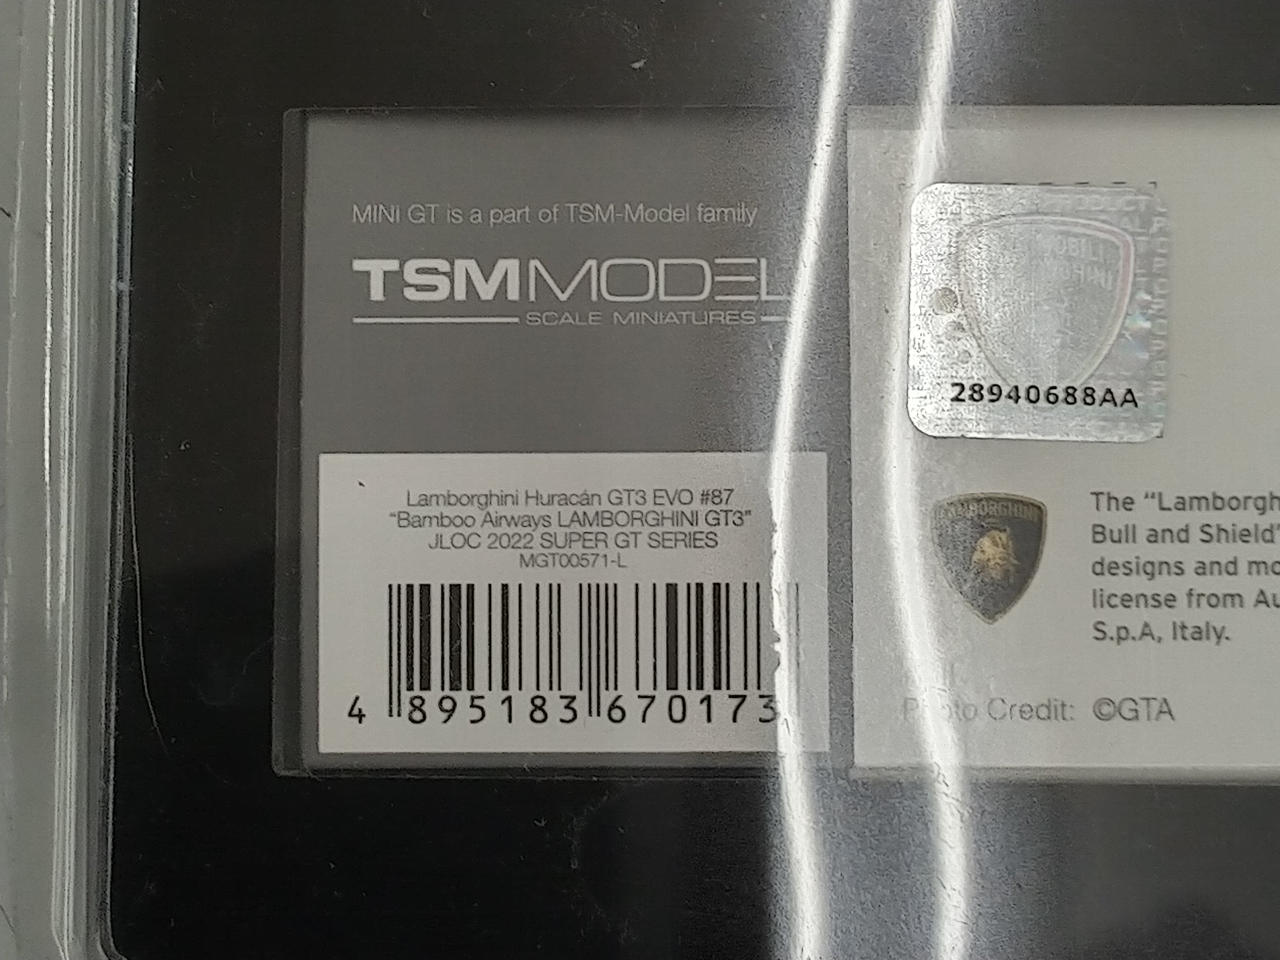 MINI GT is a part of TSM-Model family
TSMMODEL
SCALE MINIATURES
Lamborghini Huracán GT3 EVO #87
"Bamboo Airways LAMBORGHINI GT3"
JLOC 2022 SUPER GT SERIES
MGT00571-L
4 895183 670173
28940688AA
LAMBORGHINI
The “Lamborgh
Bull and Shield"
designs and mo
license from Au
S.p.A, Italy.
Photo Credit: ©GTA